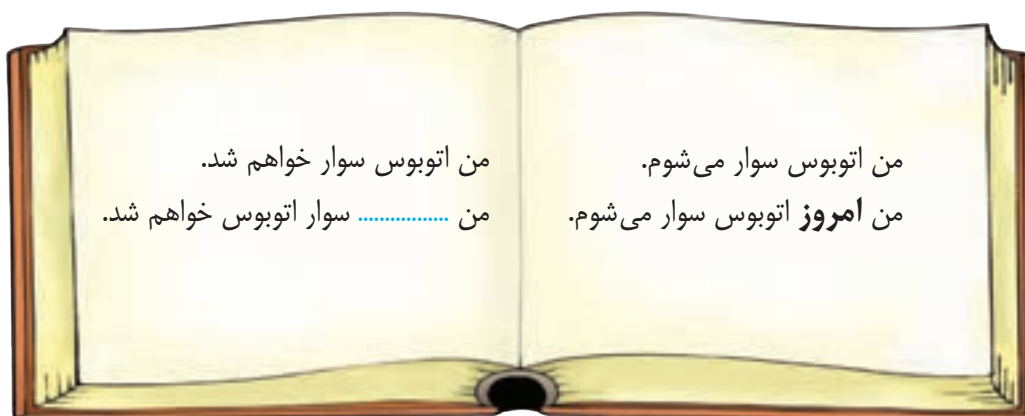 من اتوبوس سوار می‌شوم.
من امروز اتوبوس سوار می‌شوم.
من اتوبوس سوار خواهم شد.
من ................ سوار اتوبوس خواهم شد.